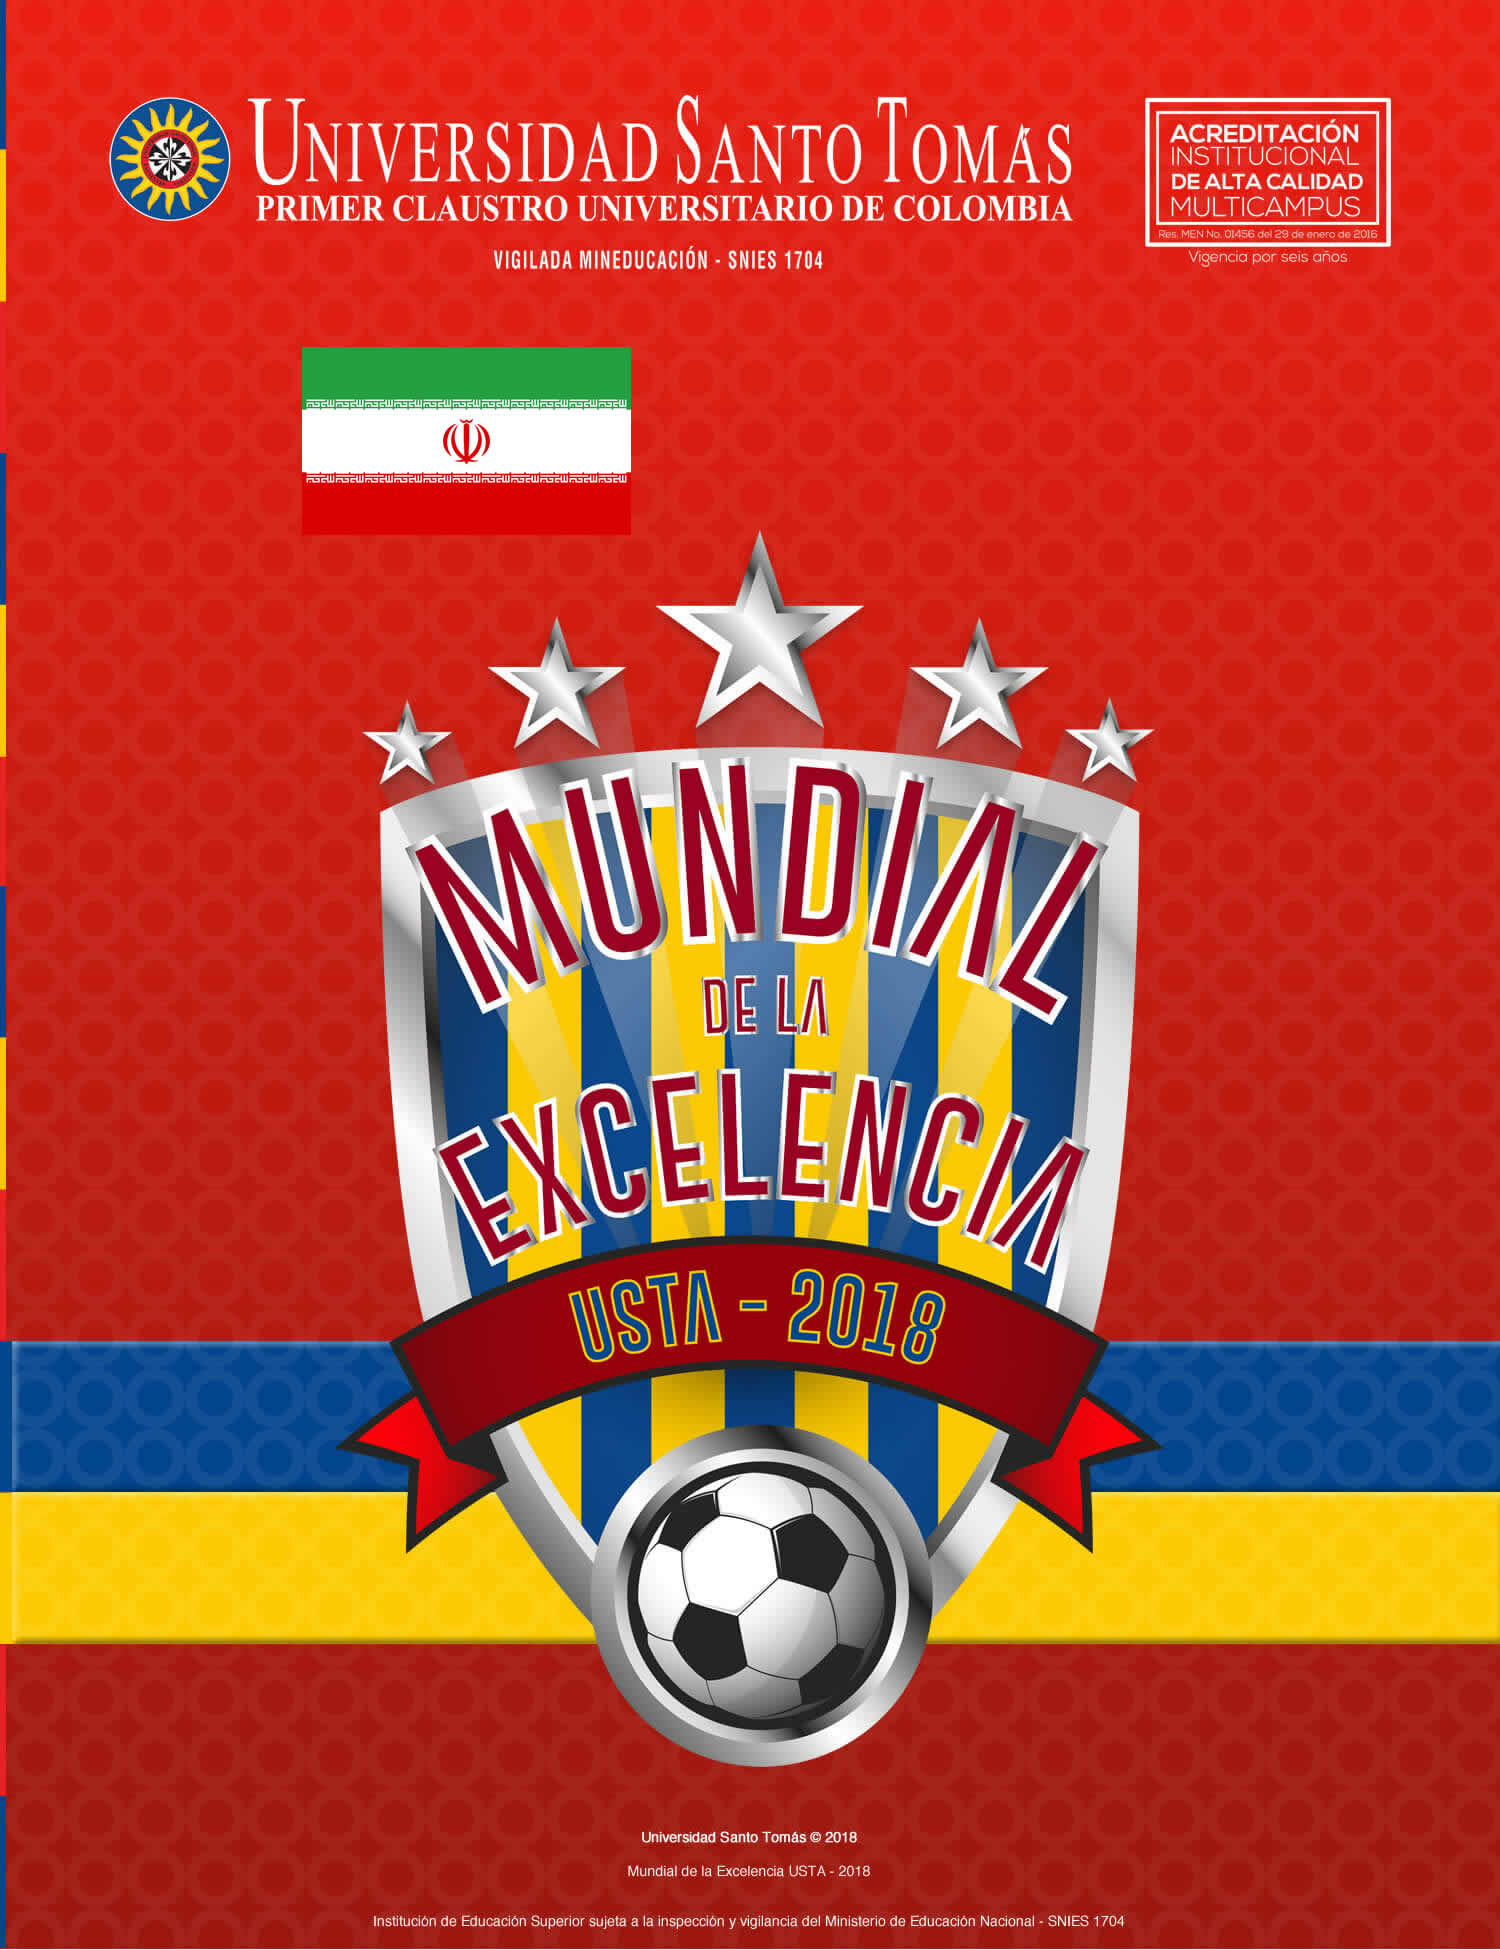 UNIVERSIDAD SANTO TOMÁS
PRIMER CLAUSTRO UNIVERSITARIO DE COLOMBIA
VIGILADA MINEDUCACIÓN - SNIES 1704
ACREDITACIÓN
INSTITUCIONAL
DE ALTA CALIDAD
MULTICAMPUS
Res. MEN No. 01456 del 29 de enero de 2016
Vigencia por seis años
MUNDIAL
DE LA
EXCELENCIA
USTA - 2018
Universidad Santo Tomás © 2018
Mundial de la Excelencia USTA - 2018
Institución de Educación Superior sujeta a la inspección y vigilancia del Ministerio de Educación Nacional - SNIES 1704